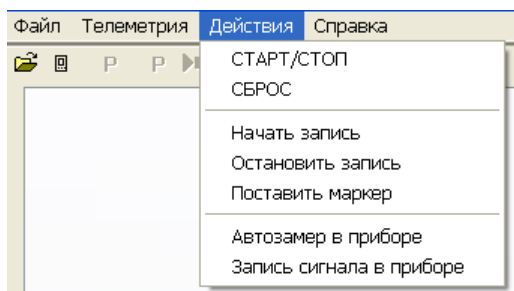 Файл Телеметрия Действия Справка
P P
СТАРТ/СТОП
СБРОС
Начать запись
Остановить запись
Поставить маркер
Автозамер в приборе
Запись сигнала в приборе